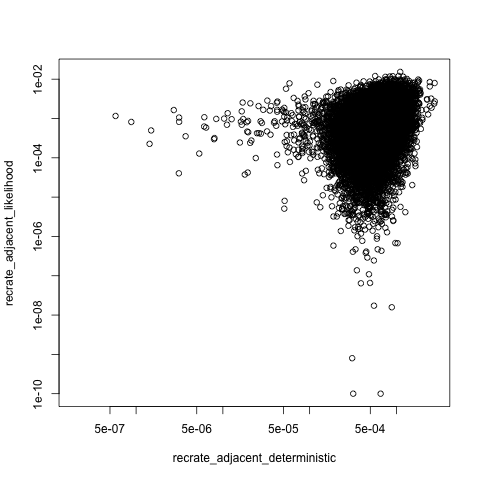 1e-02
1e-04
1e-06
1e-08
1e-10
recrate_adjacent_likelihood
5e-07 5e-06 5e-05 5e-04
recrate_adjacent_deterministic